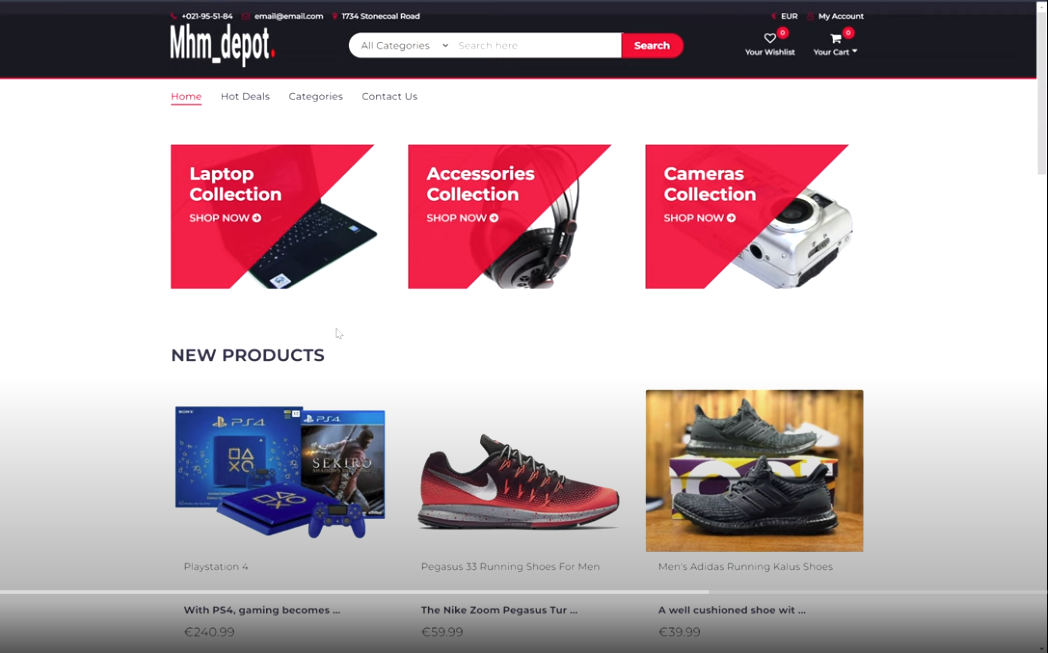 +021-95-51-84 email@email.com 1734 Stonecoal Road € EUR My Account
Mhm_depot.
All Categories Search here Search
0 0
Your Wishlist Your Cart
Home Hot Deals Categories Contact Us
Laptop
Collection
SHOP NOW
Accessories
Collection
SHOP NOW
Cameras
Collection
SHOP NOW
NEW PRODUCTS
PS4
PS4
SEKIRO
Playstation 4
With PS4, gaming becomes ...
€240.99
Pegasus 33 Running Shoes For Men
The Nike Zoom Pegasus Tur ...
€59.99
Men's Adidas Running Kalus Shoes
A well cushioned shoe wit ...
€39.99